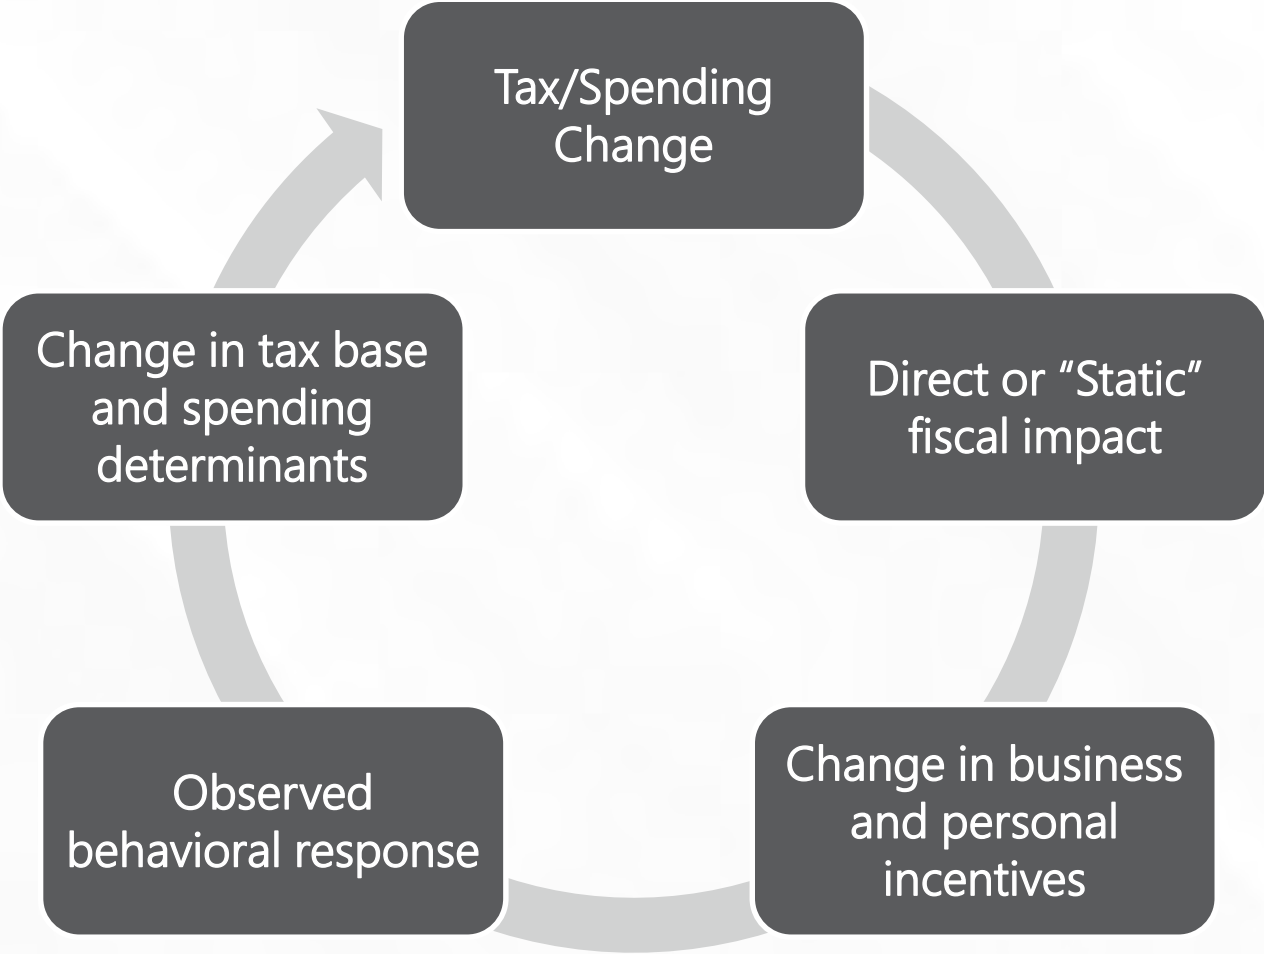 Tax/Spending
Change
Direct or “Static”
fiscal impact
Change in business
and personal
incentives
Observed
behavioral response
Change in tax base
and spending
determinants